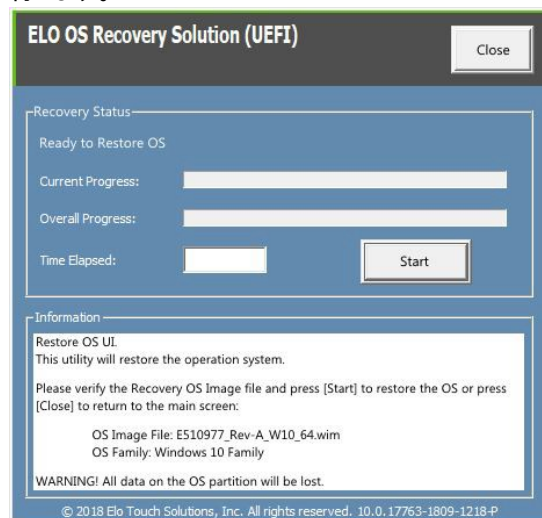 ELO OS Recovery Solution (UEFI)
Close
Recovery Status
Ready to Restore OS
Current Progress:
Overall Progress:
Time Elapsed:
Start
Information
Restore OS UI.
This utility will restore the operation system.
Please verify the Recovery OS Image file and press [Start] to restore the OS or press
[Close] to return to the main screen:
OS Image File: E510977_Rev-A_W10_64.wim
OS Family: Windows 10 Family
WARNING! All data on the OS partition will be lost.
© 2018 Elo Touch Solutions, Inc. All rights reserved. 10.0.17763-1809-1218-P